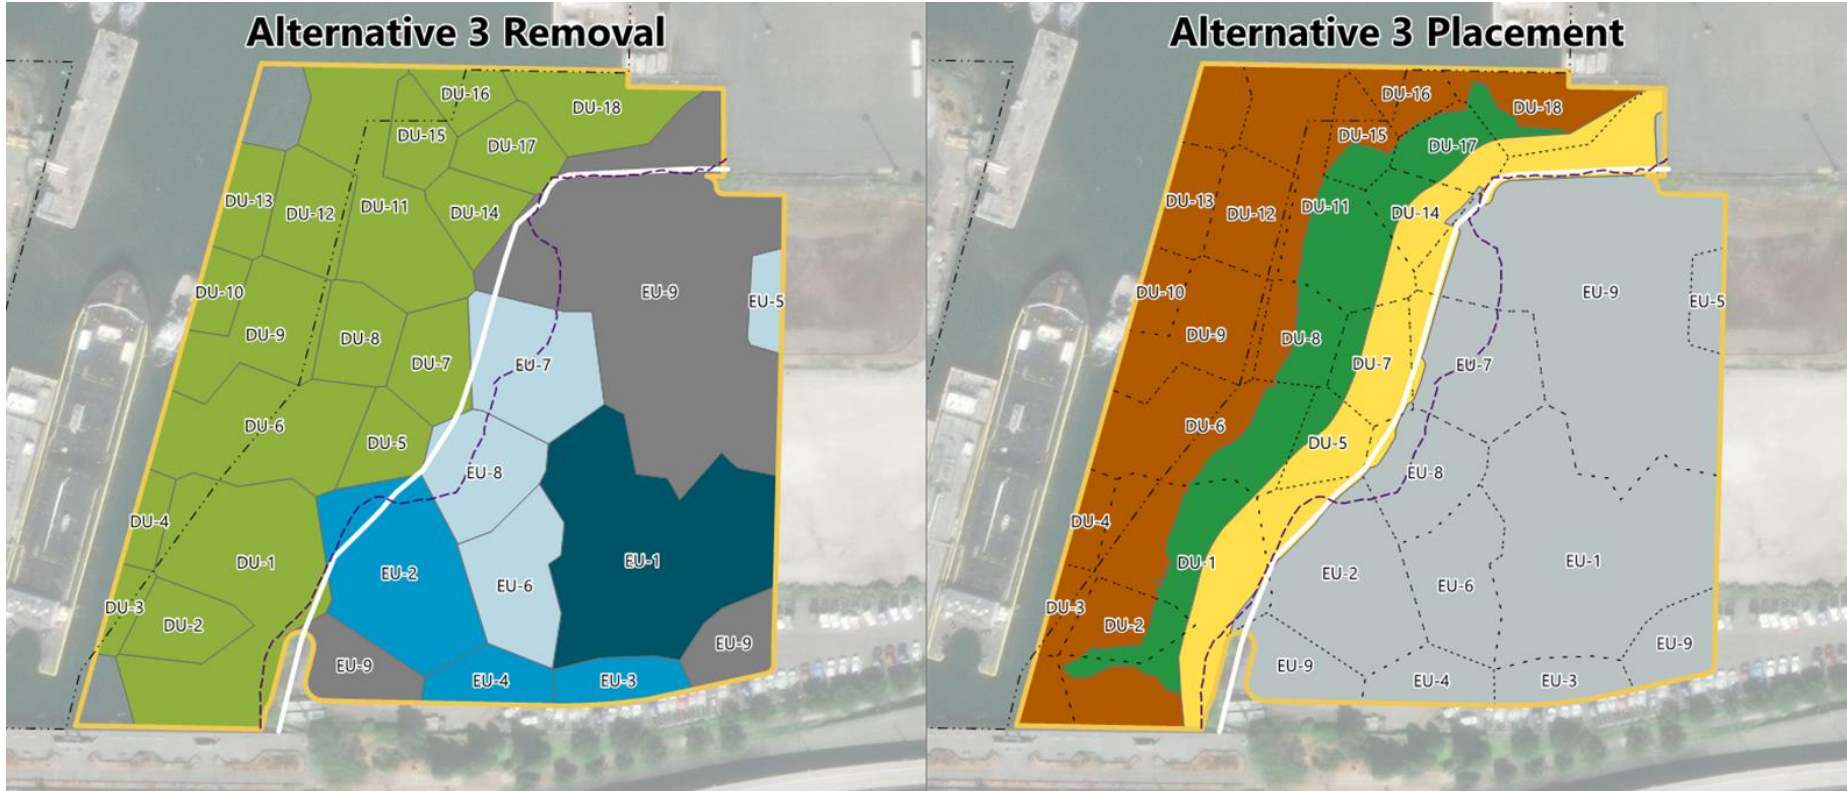 Alternative 3 Removal
DU-16
DU-18
DU-15
DU-17
DU-13
DU-12
DU-11
DU-14
DU-10
EU-9
EU-5
DU-9
DU-8
DU-7
EU-7
DU-6
DU-5
EU-8
DU-4
DU-1
EU-2
EU-6
EU-1
DU-3
DU-2
EU-9
EU-9
EU-4
EU-3
Alternative 3 Placement
DU-16
DU-18
DU-15
DU-17
DU-13
DU-12
DU-11
DU-14
DU-10
EU-9
EU-5
DU-9
DU-8
DU-7
EU-7
DU-6
DU-5
EU-8
DU-4
DU-1
EU-2
EU-6
EU-1
DU-3
DU-2
EU-9
EU-9
EU-4
EU-3